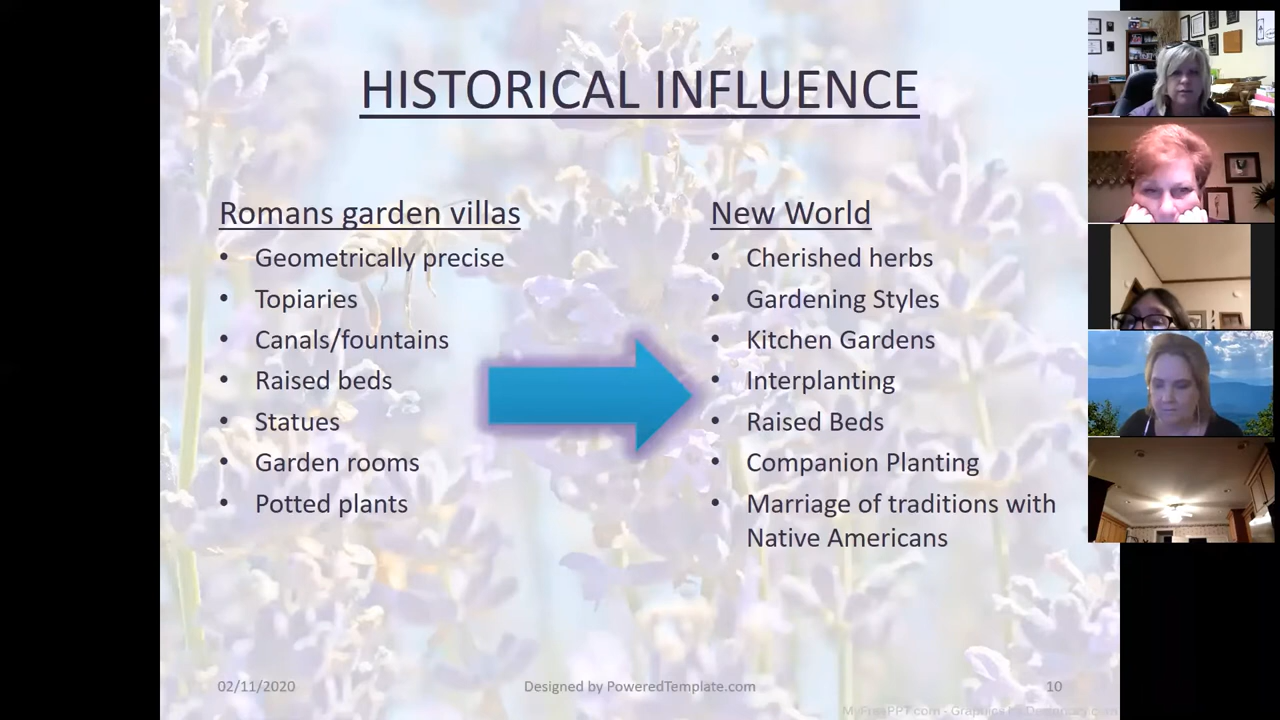 HISTORICAL INFLUENCE
Romans garden villas
• Geometrically precise
• Topiaries
• Canals/fountains
• Raised beds
• Statues
• Garden rooms
• Potted plants
New World
• Cherished herbs
• Gardening Styles
• Kitchen Gardens
• Interplanting
• Raised Beds
• Companion Planting
• Marriage of traditions with
Native Americans
02/11/2020
Designed by PoweredTemplate.com
10